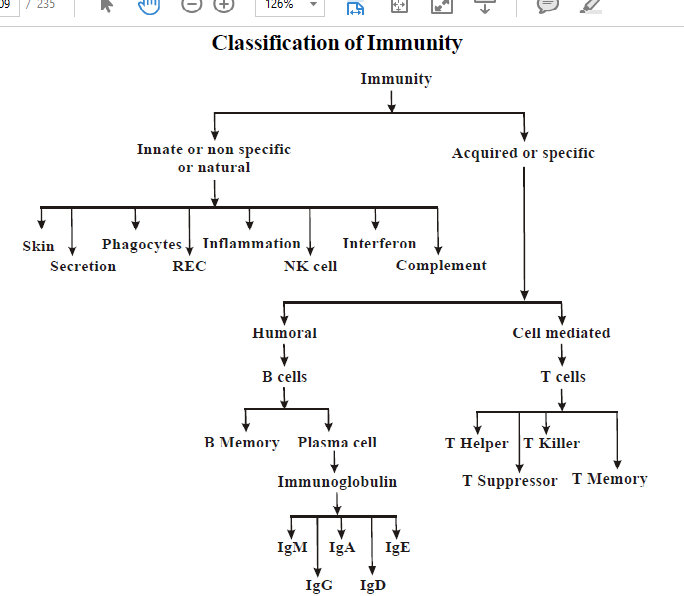 / 235
126%
Classification of Immunity
Immunity
Innate or non specific
or natural
Acquired or specific
Skin
Phagocytes
Inflammation
Interferon
Secretion
REC
NK cell
Complement
Humoral
Cell mediated
B cells
T cells
B Memory
Plasma cell
T Helper
T Killer
Immunoglobulin
T Suppressor
T Memory
IgM
IgA
IgE
IgG
IgD